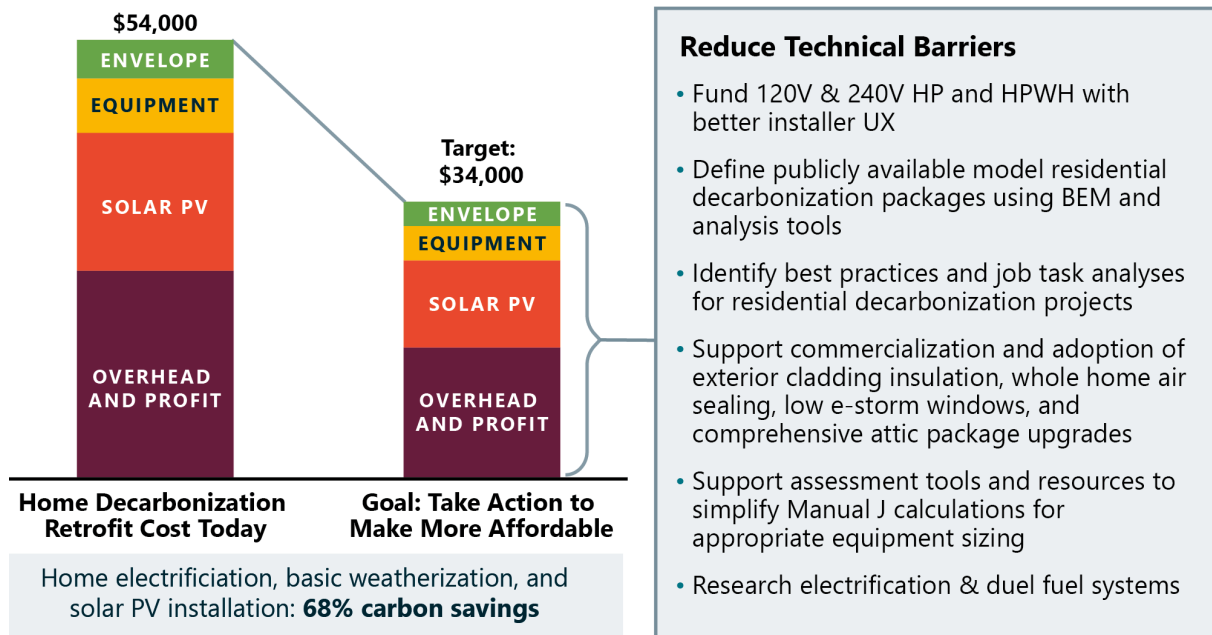 $54,000
ENVELOPE
EQUIPMENT
SOLAR PV
OVERHEAD
AND PROFIT
Home Decarbonization
Retrofit Cost Today
Target:
$34,000
ENVELOPE
EQUIPMENT
SOLAR PV
OVERHEAD
AND PROFIT
Goal: Take Action to
Make More Affordable
Home electrificiation, basic weatherization, and
solar PV installation: 68% carbon savings
Reduce Technical Barriers
• Fund 120V & 240V HP and HPWH with
better installer UX
• Define publicly available model residential
decarbonization packages using BEM and
analysis tools
• Identify best practices and job task analyses
for residential decarbonization projects
• Support commercialization and adoption of
exterior cladding insulation, whole home air
sealing, low e-storm windows, and
comprehensive attic package upgrades
• Support assessment tools and resources to
simplify Manual J calculations for
appropriate equipment sizing
• Research electrification & duel fuel systems